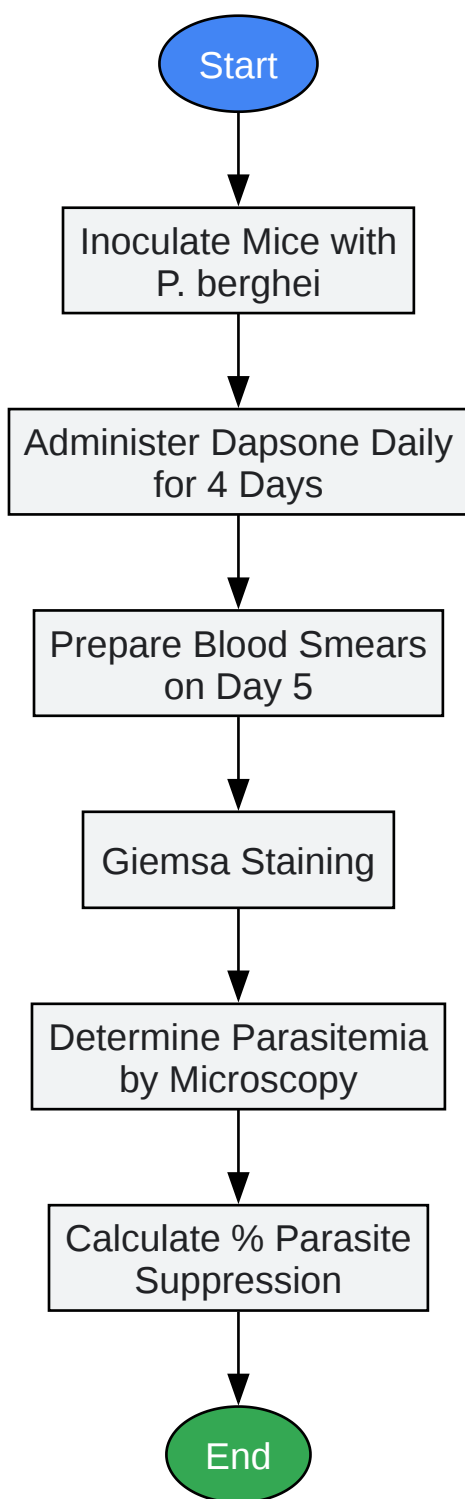 Start
Inoculate Mice with
P. berghei
Administer Dapsone Daily
for 4 Days
Prepare Blood Smears
on Day 5
Giemsa Staining
Determine Parasitemia
by Microscopy
Calculate % Parasite
Suppression
End